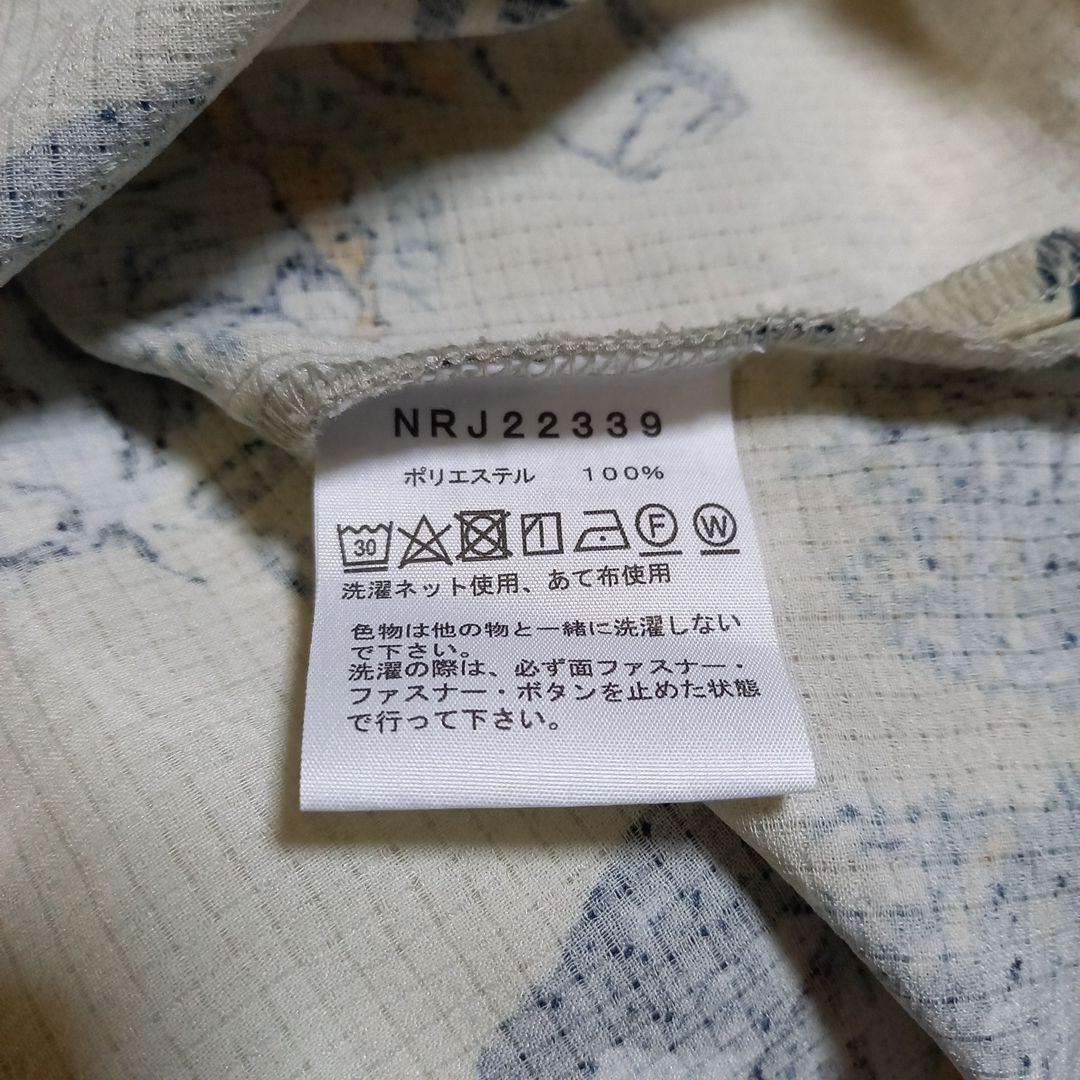 NRJ22339
ポリエステル 100%
30 F W
洗濯ネット使用、あて布使用
色物は他の物と一緒に洗濯しない
で下さい。
洗濯の際は、必ず面ファスナー・
ファスナー・ボタンを止めた状態
で行って下さい。